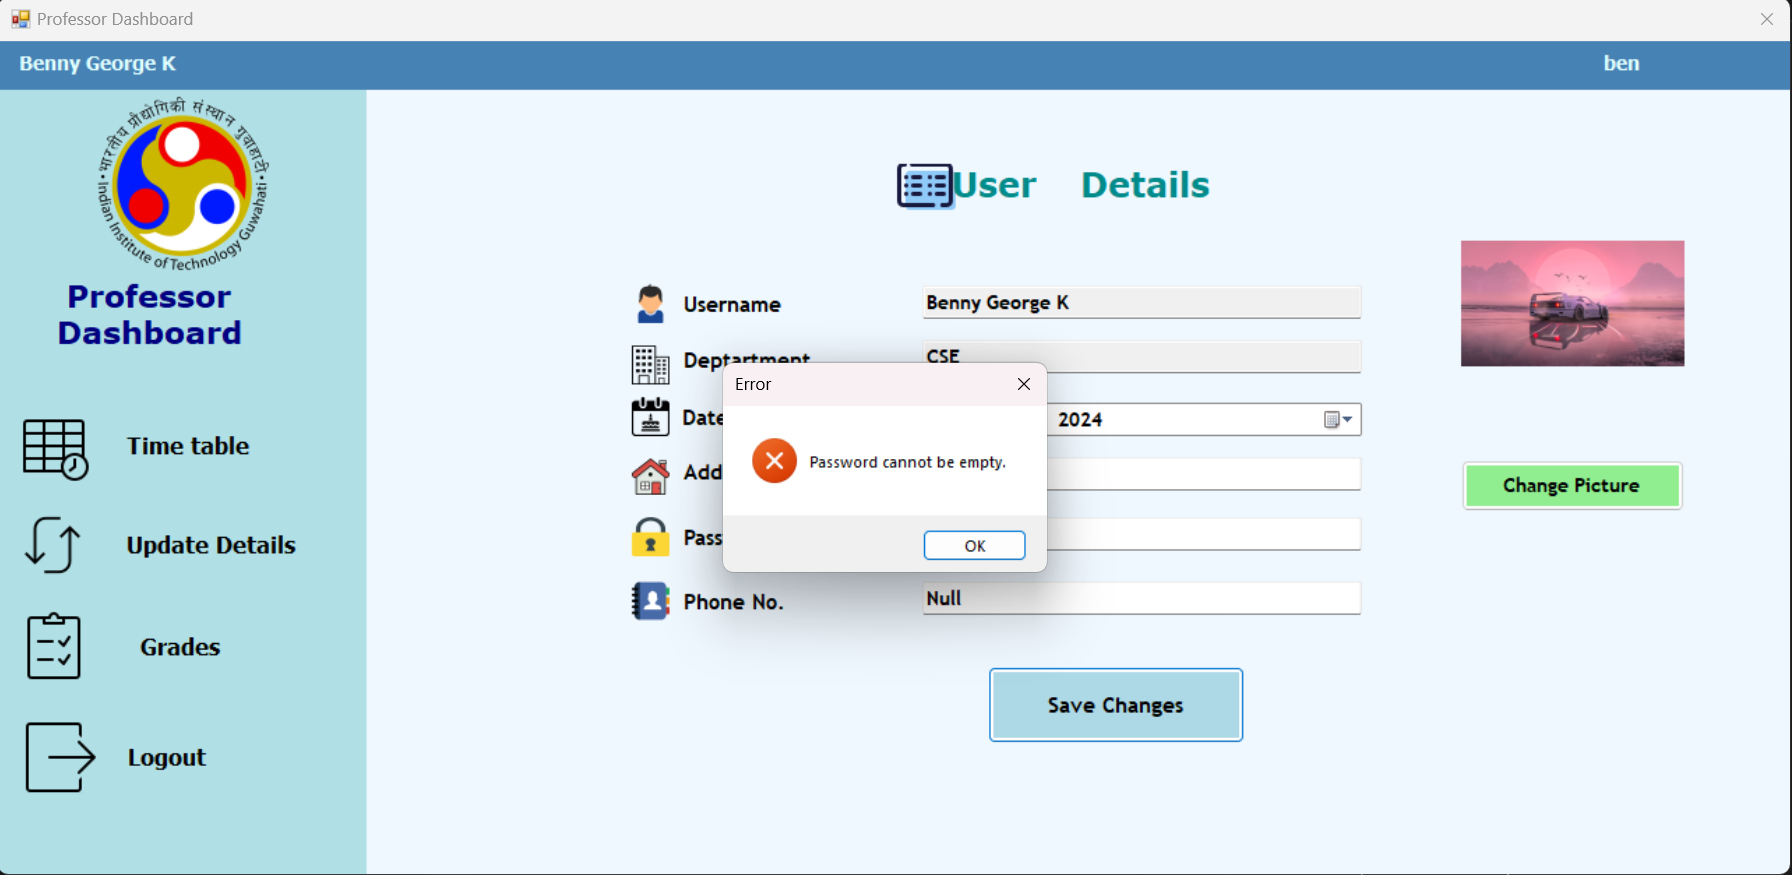 Professor Dashboard
Benny George K
ben
भारतीय प्रौद्योगिकी संस्थान गुवाहाटी
Indian Institute of Technology Guwahati
Professor
Dashboard
Time table
Update Details
Grades
Logout
User Details
Username
Benny George K
Deptartment
CSE
Date
2024
Add
Pass
Phone No.
Null
Error
Password cannot be empty.
OK
Change Picture
Save Changes